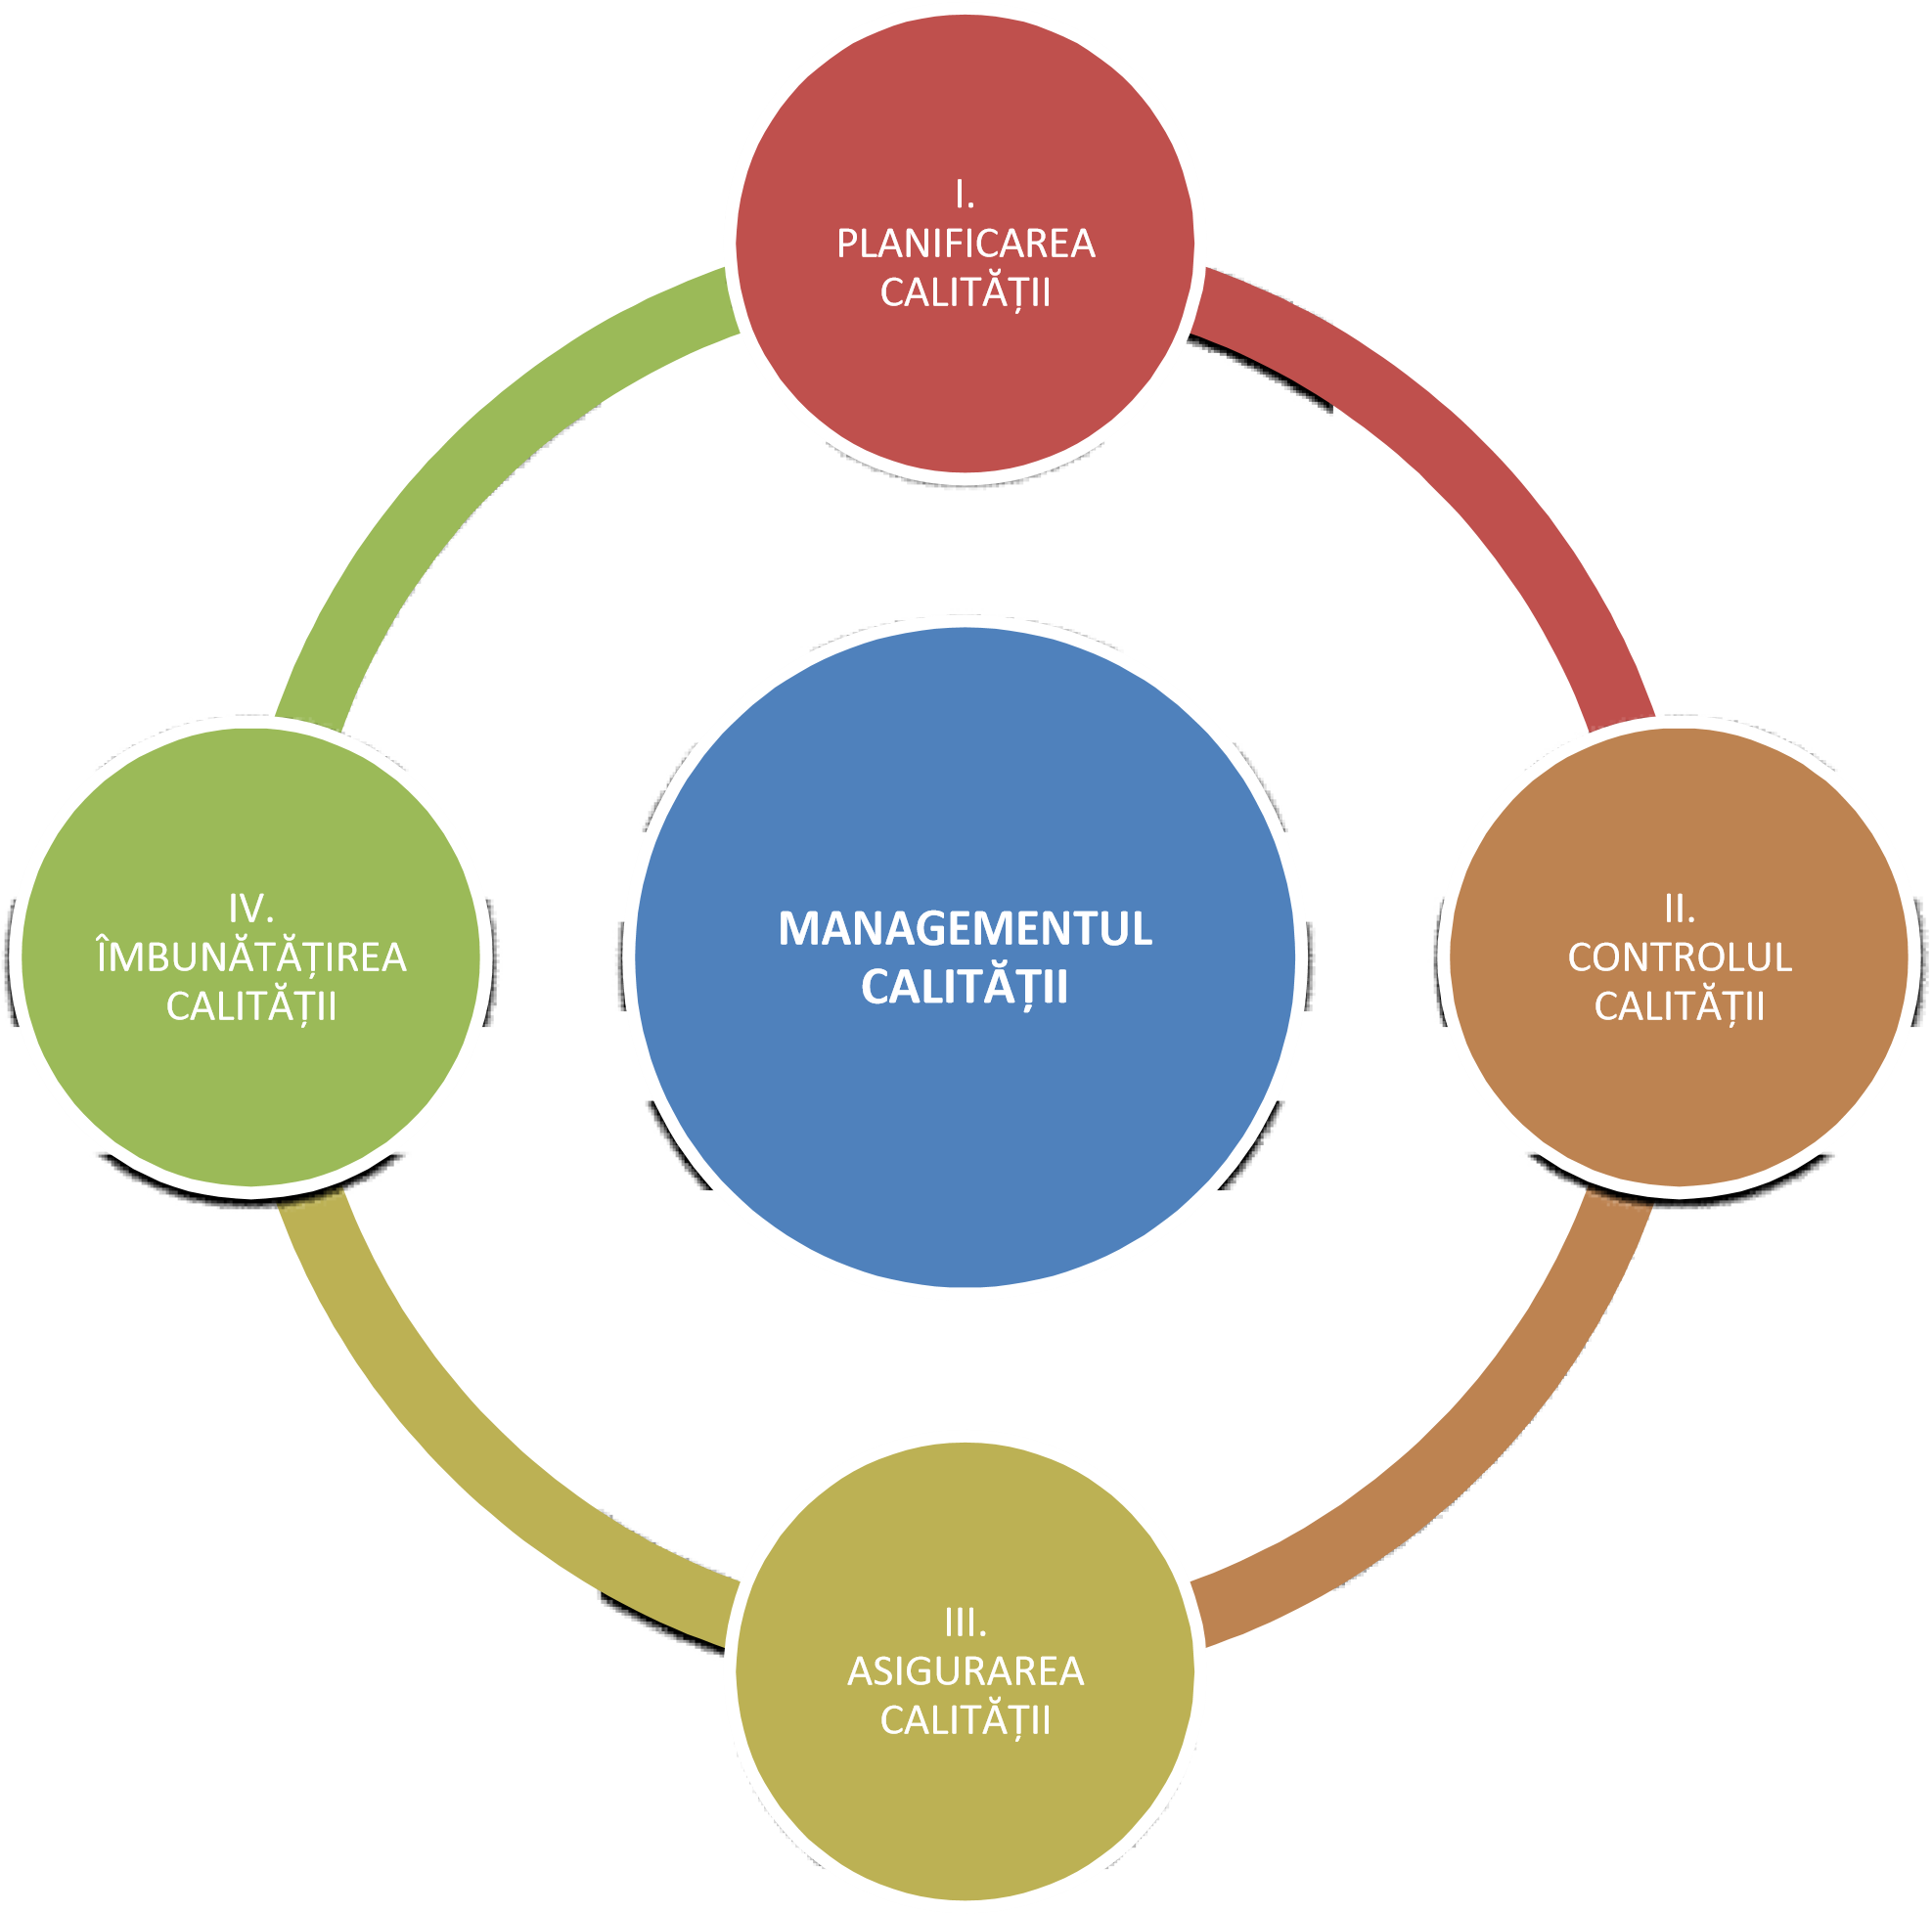 I.
PLANIFICAREA
CALITĂȚII
II.
CONTROLUL
CALITĂȚII
III.
ASIGURAREA
CALITĂȚII
IV.
ÎMBUNĂTĂȚIREA
CALITĂȚII
MANAGEMENTUL
CALITĂȚII